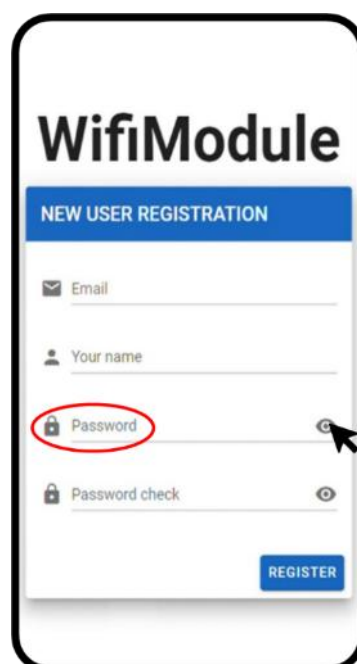 WifiModule
NEW USER REGISTRATION
Email
Your name
Password
Password check
REGISTER